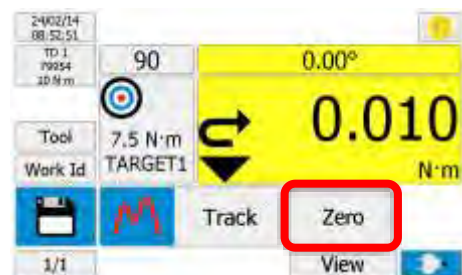 24/02/14
08:52:51
TD 1
79054
10 N·m
90
0.00°
0.010
N·m
7.5 N·m
TARGET1
Tool
Work Id
Track
Zero
1/1
View